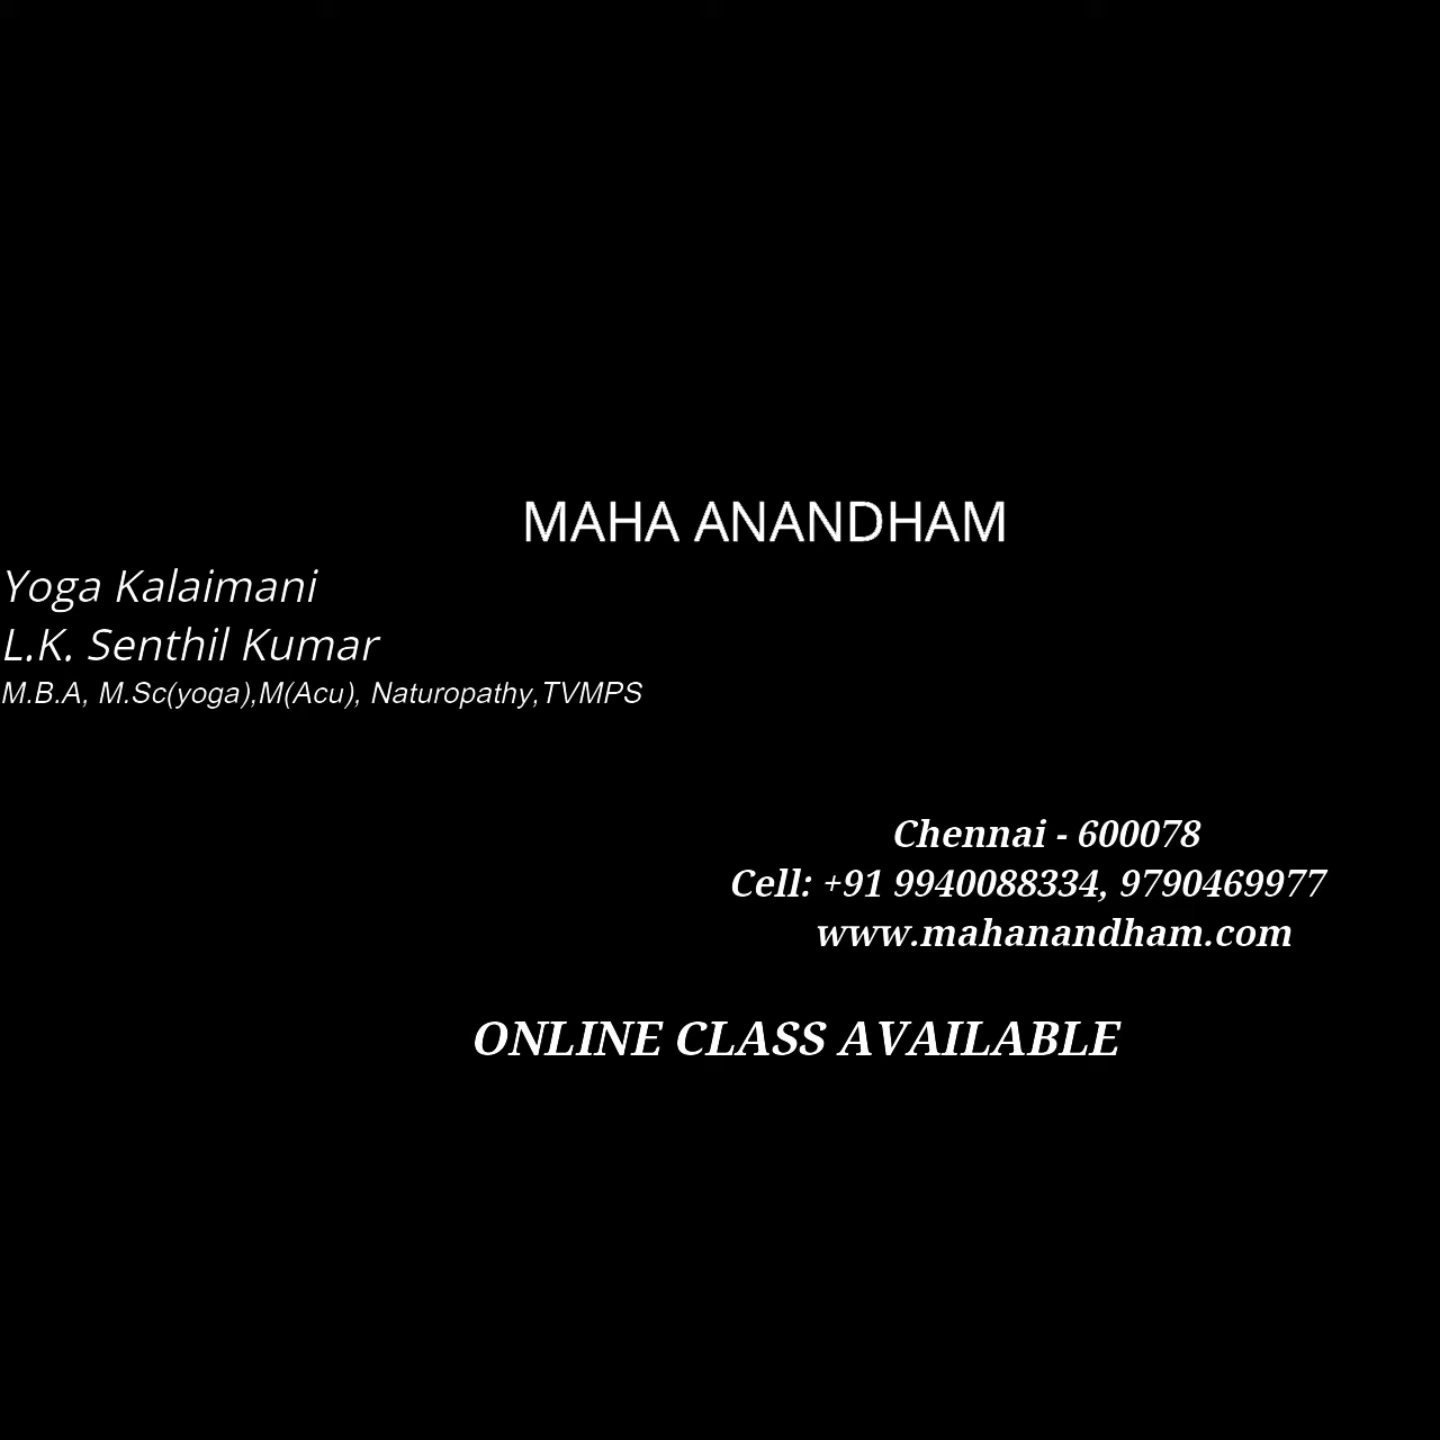 MAHA ANANDHAM
Yoga Kalaimani
L.K. Senthil Kumar
M.B.A, M.Sc(yoga),M(Acu), Naturopathy,TVMPS
Chennai - 600078
Cell: +91 9940088334, 9790469977
www.mahanandham.com
ONLINE CLASS AVAILABLE